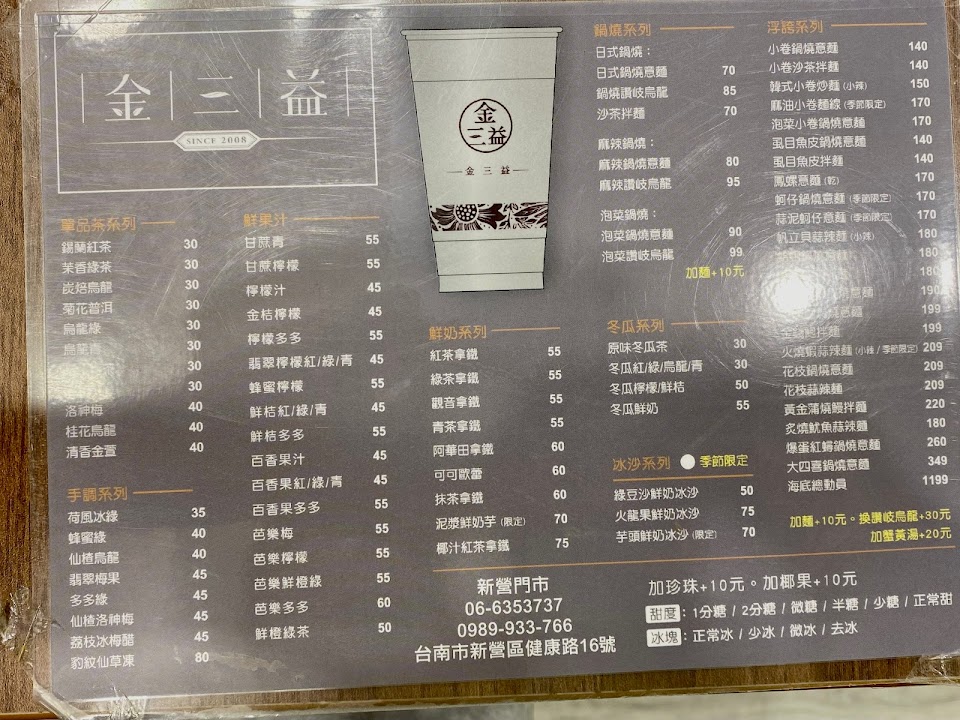 金三益
SINCE 2008
單品茶系列
錫蘭紅茶 30
茉香綠茶 30
炭焙烏龍 30
菊花普洱 30
烏龍綠 30
烏龍青 30
30
洛神梅 40
桂花烏龍 40
清香金萱 40
手調系列
荷風冰綠 35
蜂蜜綠 40
仙楂烏龍 40
翡翠梅果 45
多多綠 45
仙楂洛神梅 45
荔枝冰梅醋 45
豹紋仙草凍 80
鮮果汁
甘蔗青 55
甘蔗檸檬 55
檸檬汁 45
金桔檸檬 45
檸檬多多 55
翡翠檸檬紅/綠/青 45
蜂蜜檸檬 55
鮮桔紅/綠/青 45
鮮桔多多 55
百香果汁 45
百香果紅/綠/青 45
百香果多多 55
芭樂梅 55
芭樂檸檬 55
芭樂鮮橙綠 55
芭樂多多 60
鮮橙綠茶 50
金三益
金三益
鮮奶系列
紅茶拿鐵 55
綠茶拿鐵 55
觀音拿鐵 55
青茶拿鐵 55
阿華田拿鐵 60
可可歐蕾 60
抹茶拿鐵 60
泥漿鮮奶芋(限定) 70
椰汁紅茶拿鐵 75
鍋燒系列
日式鍋燒：
日式鍋燒意麵 70
鍋燒讚岐烏龍 85
沙茶拌麵 70
麻辣鍋燒：
麻辣鍋燒意麵 80
麻辣讚岐烏龍 95
泡菜鍋燒：
泡菜鍋燒意麵 90
泡菜讚岐烏龍 99
加麵+10元
冬瓜系列
原味冬瓜茶 30
冬瓜紅/綠/烏龍/青 30
冬瓜檸檬/鮮桔 50
冬瓜鮮奶 55
冰沙系列 季節限定
綠豆沙鮮奶冰沙 50
火龍果鮮奶冰沙 75
芋頭鮮奶冰沙(限定) 70
浮誇系列
小卷鍋燒意麵 140
小卷沙茶拌麵 140
韓式小卷炒麵(小辣) 150
麻油小卷麵線(季節限定) 170
泡菜小卷鍋燒意麵 170
虱目魚皮鍋燒意麵 140
虱目魚皮拌麵 140
鳳螺意麵(乾) 170
蚵仔鍋燒意麵(季節限定) 170
蒜泥蚵仔意麵(季節限定) 170
帆立貝蒜辣麵(小辣) 170
180
180
意麵 190
意麵 199
拌麵 199
火燒蝦蒜辣麵(小辣/季節限定) 209
花枝鍋燒意麵 209
花枝蒜辣麵 209
黃金蒲燒鰻拌麵 220
炙燒魷魚蒜辣麵 180
爆蛋紅蟳鍋燒意麵 260
大四喜鍋燒意麵 349
海底總動員 1199
加麵+10元。換讚岐烏龍+30元
加蟹黃湯+20元
新營門市
06-6353737
0989-933-766
台南市新營區健康路16號
加珍珠+10元。加椰果+10元
甜度：1分糖/2分糖/微糖/半糖/少糖/正常甜
冰塊：正常冰/少冰/微冰/去冰